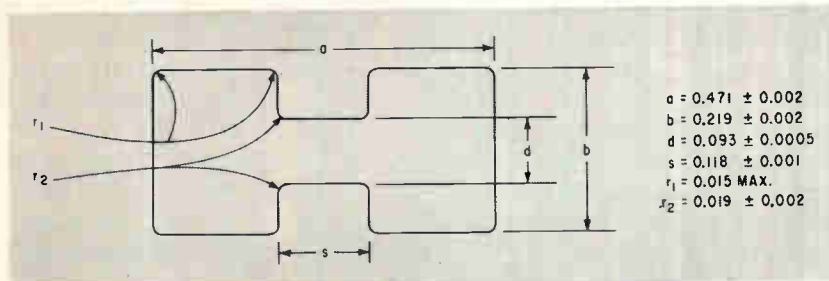 a
r₁
r₂
d
b
s
a = 0.471 ± 0.002
b = 0.219 ± 0.002
d = 0.093 ± 0.0005
s = 0.118 ± 0.001
r₁ = 0.015 MAX.
r₂ = 0.019 ± 0.002